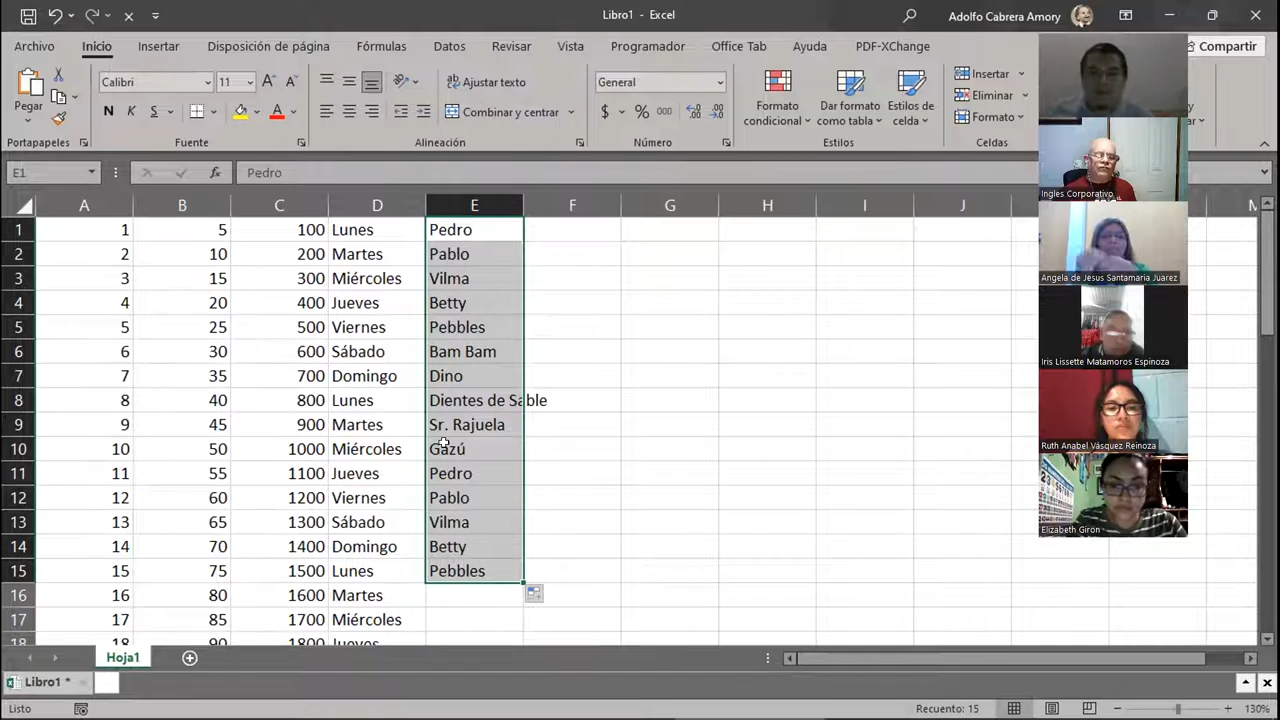 Libro1 - Excel
Adolfo Cabrera Amory
Archivo Inicio Insertar Disposición de página Fórmulas Datos Revisar Vista Programador Office Tab Ayuda PDF-XChange Compartir
Pegar
Calibri 11
N K S
Ajustar texto
Combinar y centrar
General
$ % 000
Formato condicional
Dar formato como tabla
Estilos de celda
Insertar
Eliminar
Formato
Portapapeles Fuente Alineación Número Estilos Celdas
E1 fx Pedro
A B C D E F G H I J K L M
1 1 5 100 Lunes Pedro
2 2 10 200 Martes Pablo
3 3 15 300 Miércoles Vilma
4 4 20 400 Jueves Betty
5 5 25 500 Viernes Pebbles
6 6 30 600 Sábado Bam Bam
7 7 35 700 Domingo Dino
8 8 40 800 Lunes Dientes de Sable
9 9 45 900 Martes Sr. Rajuela
10 10 50 1000 Miércoles Gazú
11 11 55 1100 Jueves Pedro
12 12 60 1200 Viernes Pablo
13 13 65 1300 Sábado Vilma
14 14 70 1400 Domingo Betty
15 15 75 1500 Lunes Pebbles
16 16 80 1600 Martes
17 17 85 1700 Miércoles
18 18 90 1800 Jueves
Ingles Corporativo
Angela de Jesus Santamaria Juarez
Iris Lissette Matamoros Espinoza
Ruth Anabel Vásquez Reinoza
Elizabeth Giron
Hoja1
Libro1 *
Listo
Recuento: 15
130%